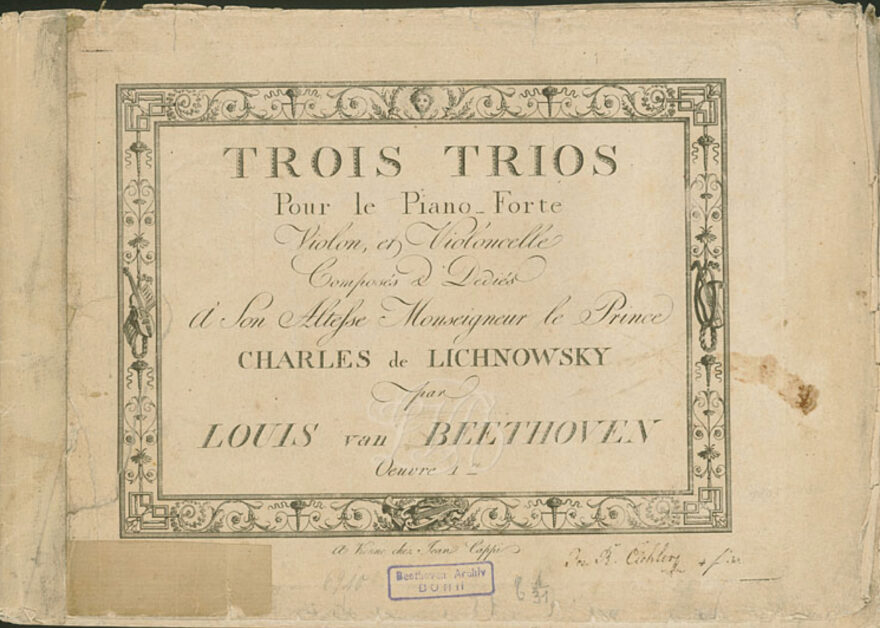 TROIS TRIOS
Pour le Piano-Forte
Violon, et Violoncelle
Composés & Dediés
A Son Altesse Monseigneur le Prince
CHARLES de LICHNOWSKY
par
LOUIS van BEETHOVEN
Oeuvre 1
A Vienne chez Jean Cappi
Beethoven-Archiv
BONN
6920